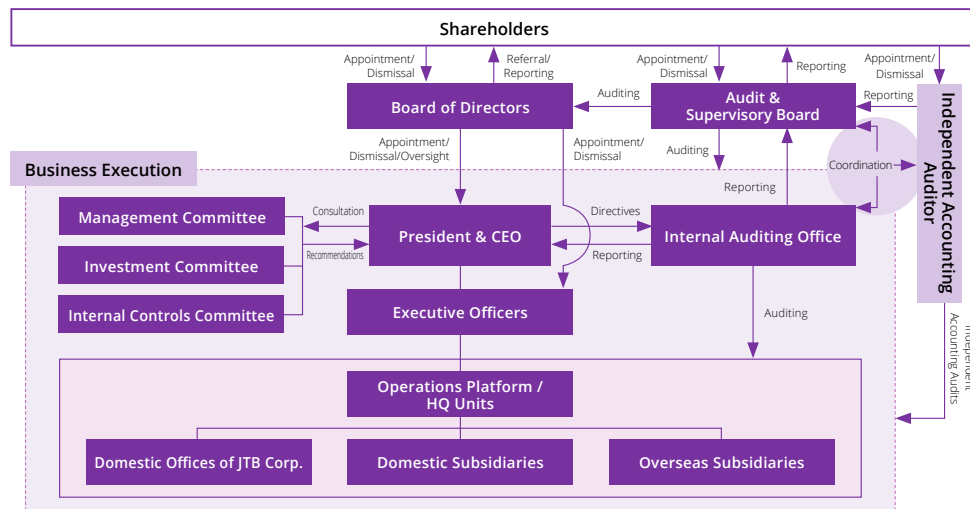 Shareholders
Appointment/
Dismissal
Referral/
Reporting
Appointment/
Dismissal
Reporting
Appointment/
Dismissal
Board of Directors
Auditing
Audit &
Supervisory Board
Reporting
Independent Accounting
Auditor
Appointment/
Dismissal/Oversight
Appointment/
Dismissal
Auditing
Reporting
Coordination
Business Execution
Management Committee
Investment Committee
Internal Controls Committee
Consultation
Recommendations
President & CEO
Directives
Reporting
Internal Auditing Office
Executive Officers
Auditing
Independent
Accounting Audits
Operations Platform /
HQ Units
Domestic Offices of JTB Corp.
Domestic Subsidiaries
Overseas Subsidiaries